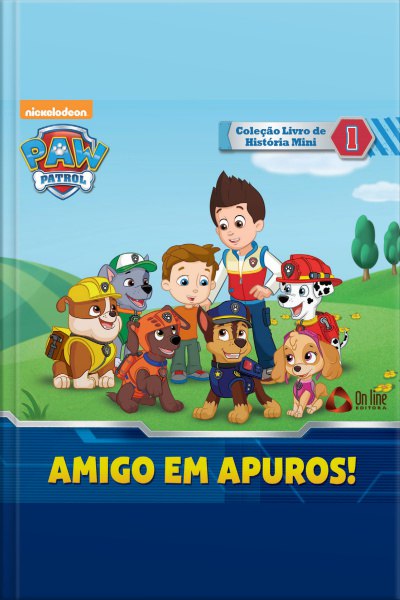 nickelodeon
PAW
PATROL
Coleção Livro de
História Mini
1
On line
EDITORA
AMIGO EM APUROS!